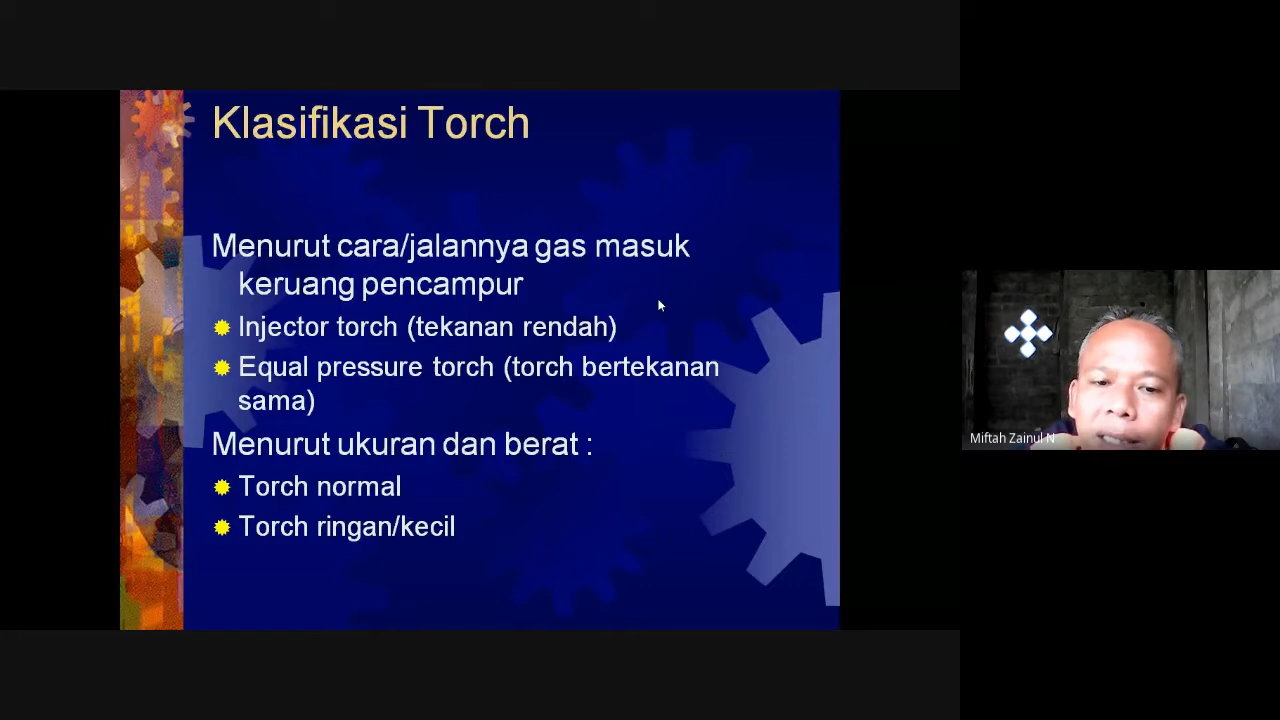 Klasifikasi Torch
Menurut cara/jalannya gas masuk
keruang pencampur
Injector torch (tekanan rendah)
Equal pressure torch (torch bertekanan
sama)
Menurut ukuran dan berat :
Torch normal
Torch ringan/kecil
Miftah Zainul N